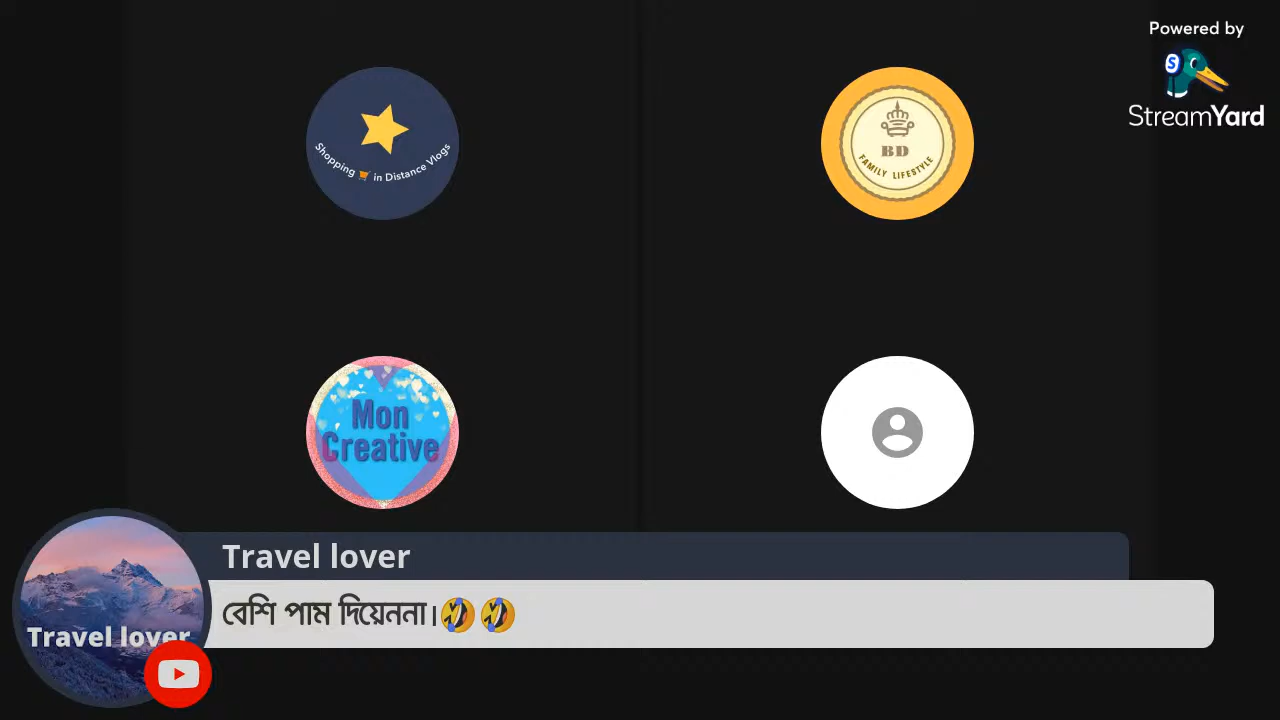 Powered by
StreamYard
Shopping 🛒 in Distance Vlogs
BD
FAMILY LIFESTYLE
Mon
Creative
Travel lover
বেশি পাম দিয়েননা।🤣🤣
Travel lover